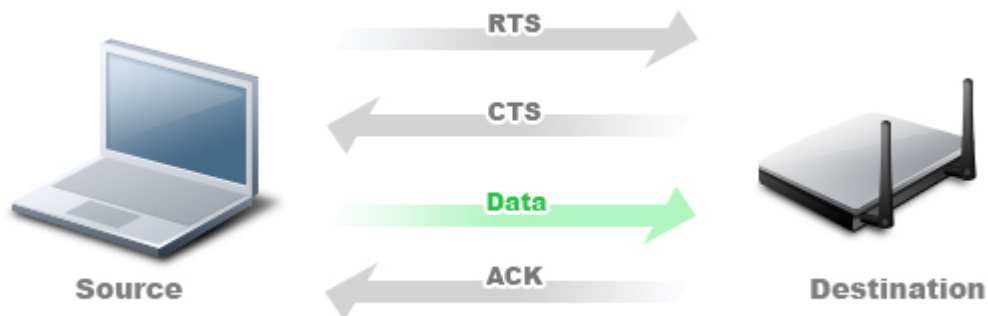 RTS
CTS
Data
ACK
Source
Destination